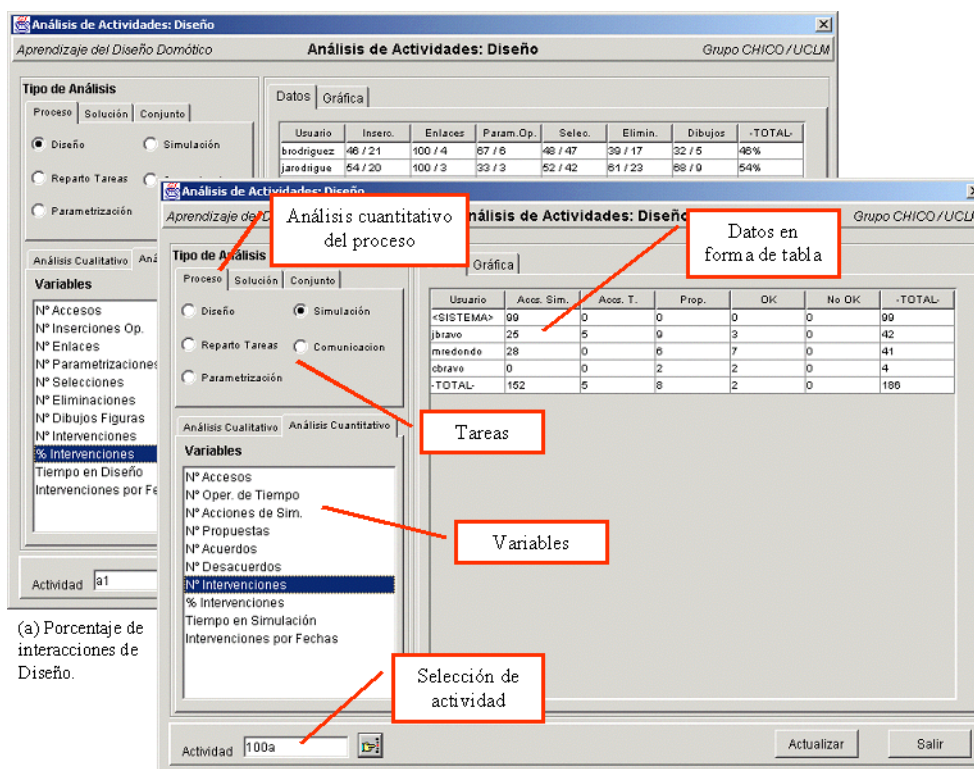 Análisis de Actividades: Diseño
Aprendizaje del Diseño Domótico Análisis de Actividades: Diseño Grupo CHICO / UCLM
Tipo de Análisis
Proceso Solución Conjunto
Diseño Simulación
Reparto Tareas
Parametrización
Datos Gráfica
Usuario Inserc. Enlaces Param.Op. Selec. Elimin. Dibujos -TOTAL-
brodriguez 46 / 21 100 / 4 67 / 6 48 / 47 39 / 17 32 / 5 46%
jarodrigue 54 / 20 100 / 3 33 / 3 52 / 42 61 / 23 68 / 9 54%
Análisis Cualitativo Aná
Variables
Nº Accesos
Nº Inserciones Op.
Nº Enlaces
Nº Parametrizaciones
Nº Selecciones
Nº Eliminaciones
Nº Dibujos Figuras
Nº Intervenciones
% Intervenciones
Tiempo en Diseño
Intervenciones por Fe
Actividad a1
(a) Porcentaje de
interacciones de
Diseño.
Análisis de Actividades: Diseño
Aprendizaje del D nálisis de Actividades: Diseño Grupo CHICO / UCLM
Análisis cuantitativo
del proceso
Datos en
forma de tabla
Tipo de Análisis
Proceso Solución Conjunto
Diseño Simulación
Reparto Tareas Comunicacion
Parametrización
Gráfica
Usuario Accs. Sim. Accs. T. Prop. OK No OK -TOTAL-
<SISTEMA> 99 0 0 0 0 99
jbravo 25 5 9 3 0 42
mredondo 28 0 6 7 0 41
cbravo 0 0 2 2 0 4
-TOTAL- 152 5 8 2 0 186
Tareas
Análisis Cualitativo Análisis Cuantitativo
Variables
Nº Accesos
Nº Oper. de Tiempo
Nº Acciones de Sim.
Nº Propuestas
Nº Acuerdos
Nº Desacuerdos
Nº Intervenciones
% Intervenciones
Tiempo en Simulación
Intervenciones por Fechas
Variables
Selección de
actividad
Actividad 100a
Actualizar Salir